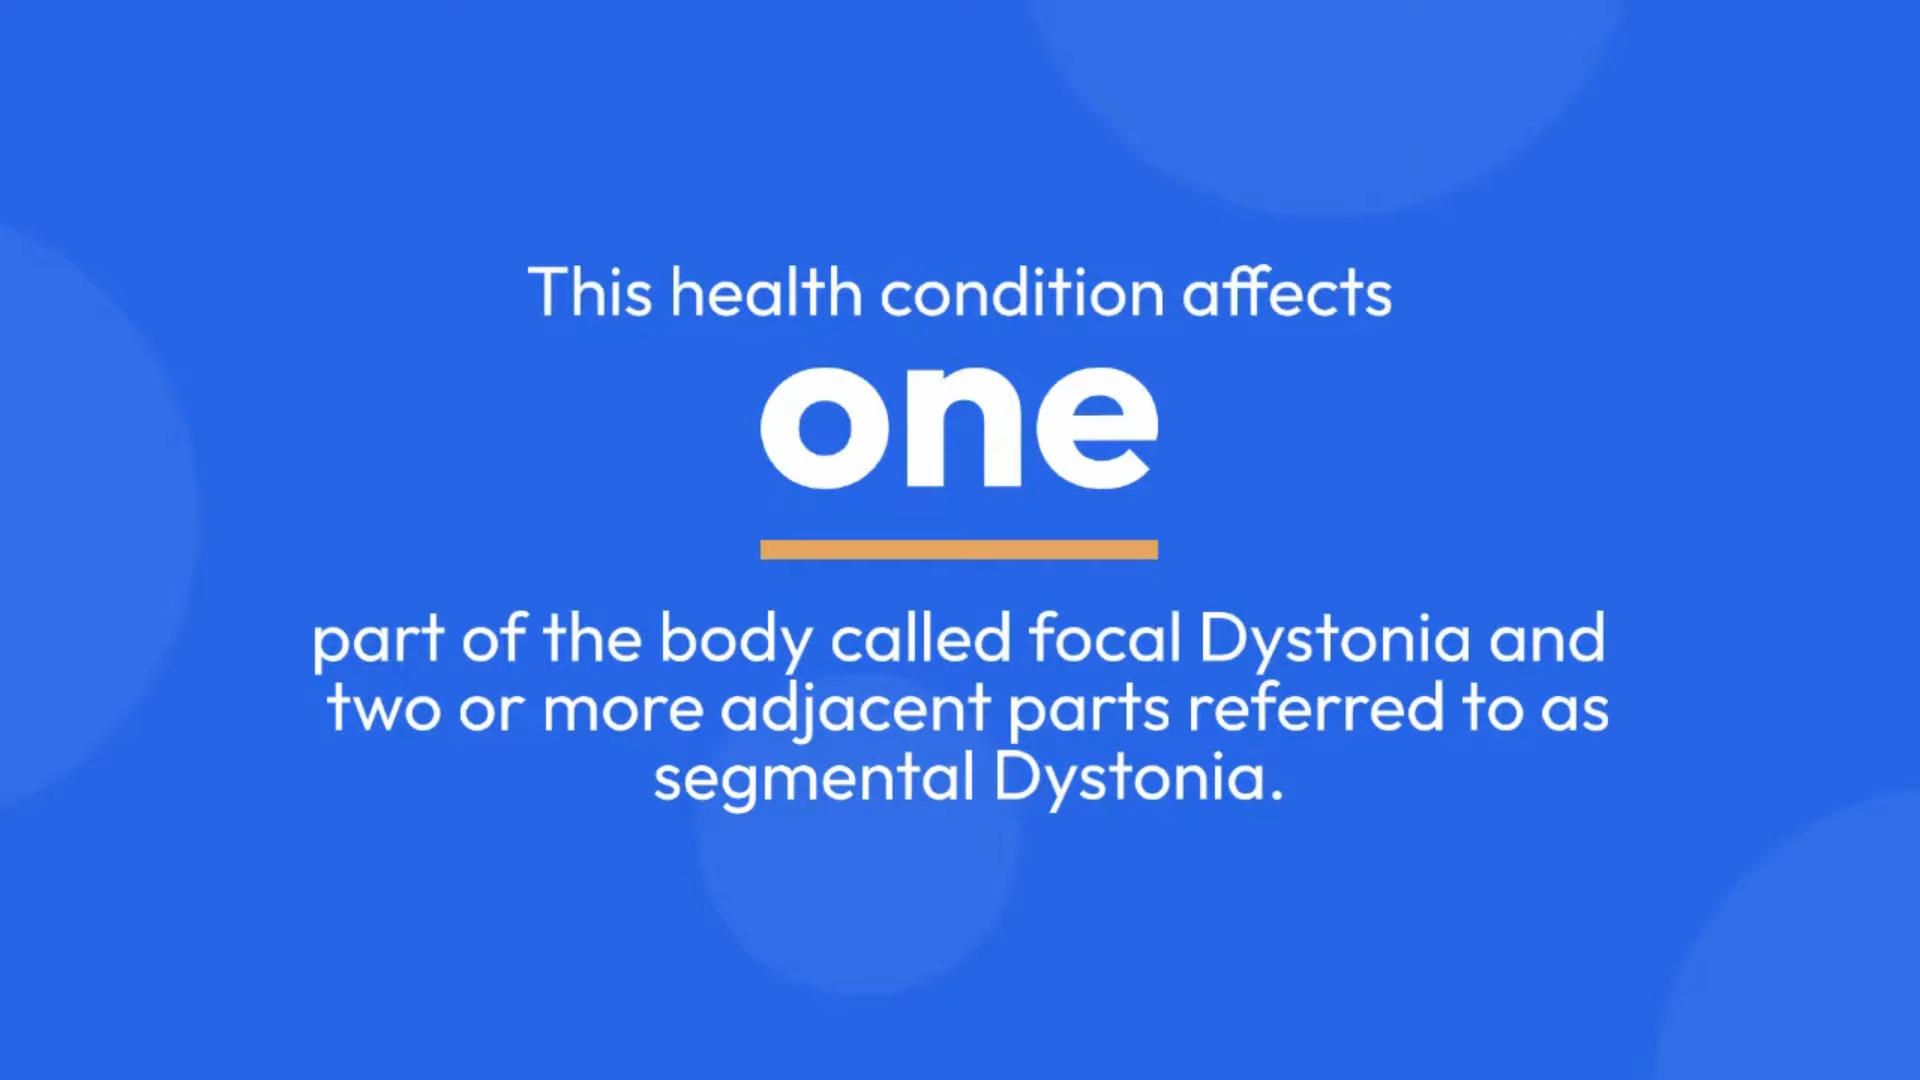 This health condition affects
one
part of the body called focal Dystonia and
two or more adjacent parts referred to as
segmental Dystonia.